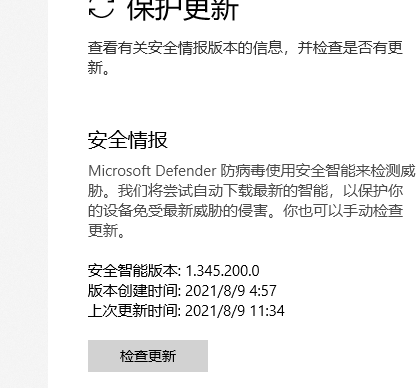 保护更新
查看有关安全情报版本的信息，并检查是否有更
新。
安全情报
Microsoft Defender 防病毒使用安全智能来检测威
胁。我们将尝试自动下载最新的智能，以保护你
的设备免受最新威胁的侵害。你也可以手动检查
更新。
安全智能版本: 1.345.200.0
版本创建时间: 2021/8/9 4:57
上次更新时间: 2021/8/9 11:34
检查更新